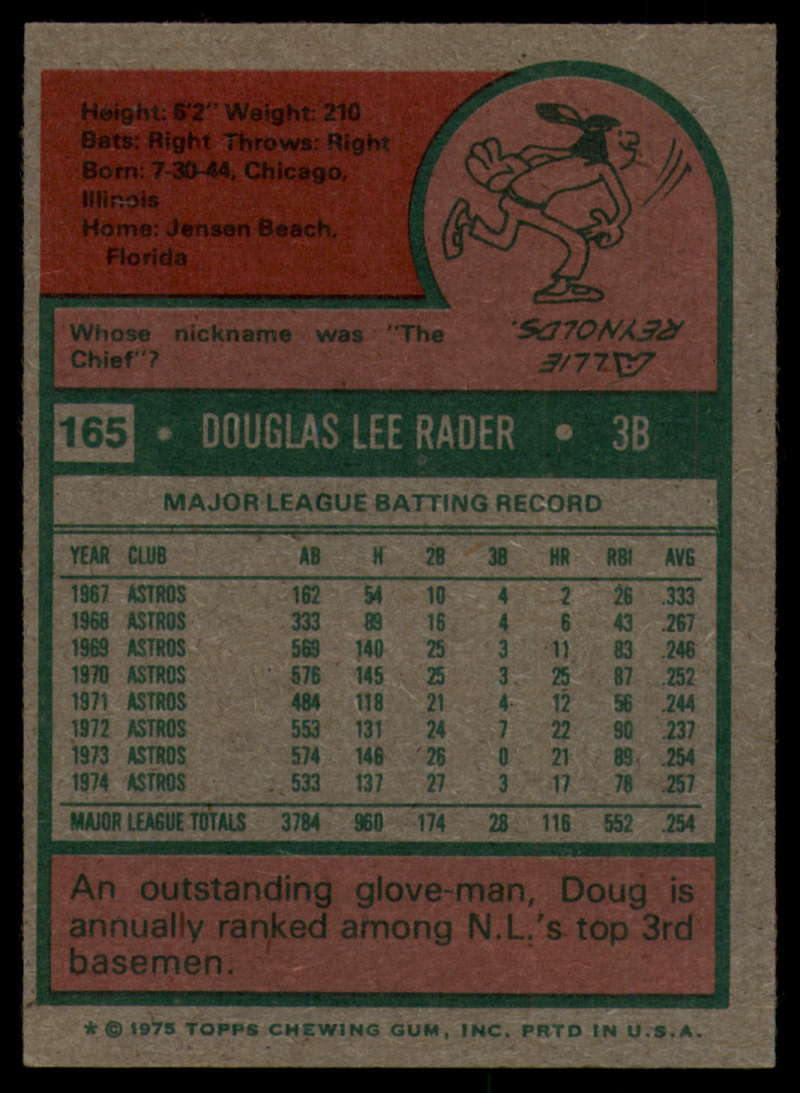 Height: 6'2" Weight: 210
Bats: Right Throws: Right
Born: 7-30-44, Chicago,
Illinois
Home: Jensen Beach,
Florida
Whose nickname was "The
Chief"?
ALLIE
REYNOLDS.
165 • DOUGLAS LEE RADER • 3B
MAJOR LEAGUE BATTING RECORD
YEAR CLUB AB H 2B 3B HR RBI AVG
1967 ASTROS 162 54 10 4 2 26 .333
1968 ASTROS 333 89 16 4 6 43 .267
1969 ASTROS 569 140 25 3 11 83 .246
1970 ASTROS 576 145 25 3 25 87 .252
1971 ASTROS 484 118 21 4 12 56 .244
1972 ASTROS 553 131 24 7 22 90 .237
1973 ASTROS 574 146 26 0 21 89 .254
1974 ASTROS 533 137 27 3 17 78 .257
MAJOR LEAGUE TOTALS 3784 960 174 28 116 552 .254
An outstanding glove-man, Doug is
annually ranked among N.L.'s top 3rd
basemen.
* © 1975 TOPPS CHEWING GUM, INC. PRTD IN U.S.A.